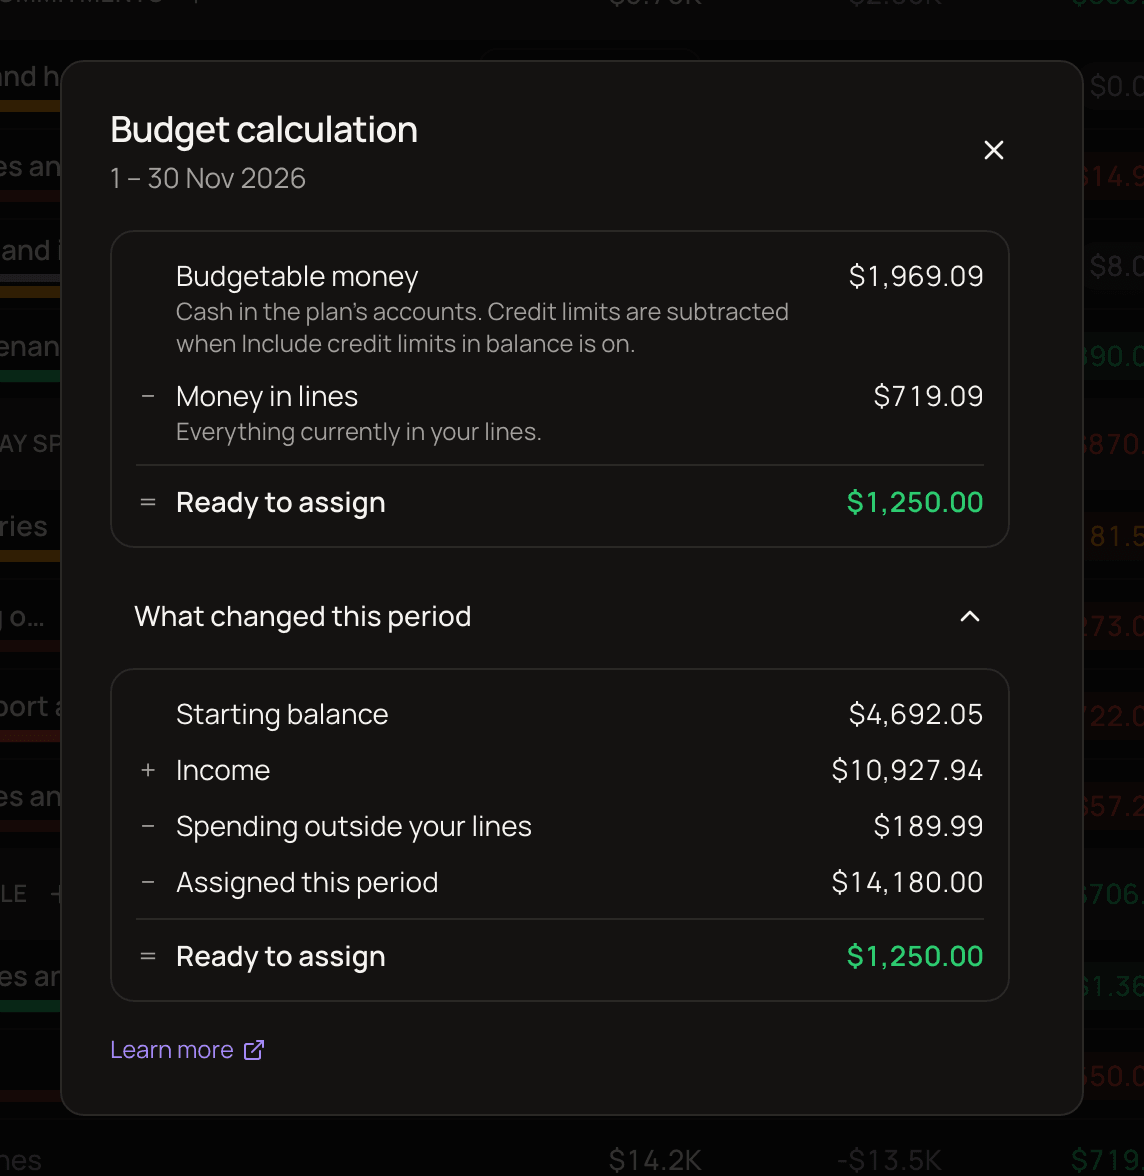 Budget calculation
1 – 30 Nov 2026
Budgetable money $1,969.09
Cash in the plan’s accounts. Credit limits are subtracted
when Include credit limits in balance is on.
− Money in lines $719.09
Everything currently in your lines.
= Ready to assign $1,250.00
What changed this period
Starting balance $4,692.05
+ Income $10,927.94
− Spending outside your lines $189.99
− Assigned this period $14,180.00
= Ready to assign $1,250.00
Learn more
$14.2K -$13.5K $719